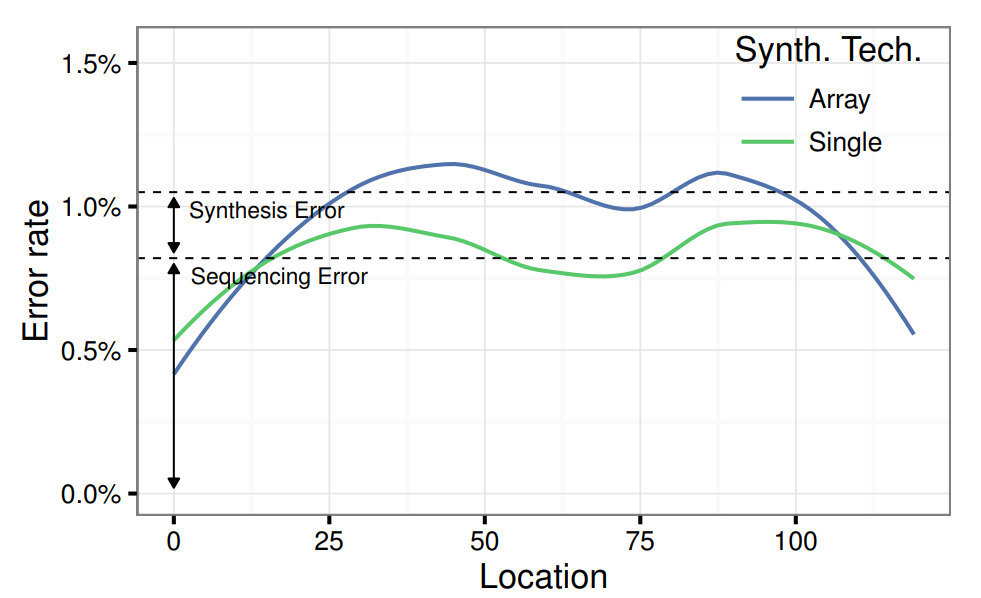 Synth. Tech.
Array
Single
1.5%
1.0%
0.5%
0.0%
Error rate
Synthesis Error
Sequencing Error
0 25 50 75 100
Location